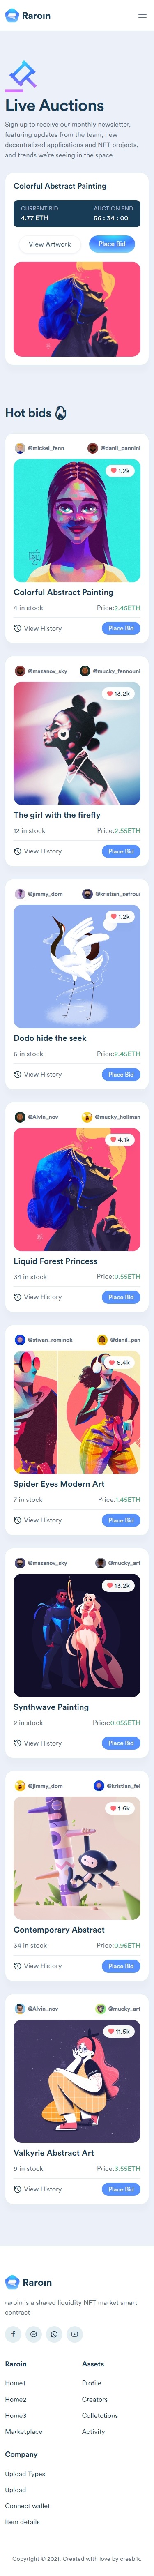 Raroin
Live Auctions
Sign up to receive our monthly newsletter,
featuring updates from the team, new
decentralized applications and NFT projects,
and trends we're seeing in the space.
Colorful Abstract Painting
CURRENT BID AUCTION END
4.77 ETH 56 : 34 : 00
View Artwork Place Bid
Hot bids
@mickel_fenn @danil_pannini
1.2k
Colorful Abstract Painting
4 in stock Price:2.45ETH
View History Place Bid
@mazanov_sky @mucky_fennouni
13.2k
The girl with the firefly
12 in stock Price:2.55ETH
View History Place Bid
@jimmy_dom @kristian_sefroui
1.2k
Dodo hide the seek
6 in stock Price:2.45ETH
View History Place Bid
@Alvin_nov @mucky_holiman
4.1k
Liquid Forest Princess
34 in stock Price:0.55ETH
View History Place Bid
@stivan_rominok @danil_pan
6.4k
Spider Eyes Modern Art
7 in stock Price:1.45ETH
View History Place Bid
@mazanov_sky @mucky_art
13.2k
Synthwave Painting
2 in stock Price:0.055ETH
View History Place Bid
@jimmy_dom @kristian_fel
1.6k
Contemporary Abstract
34 in stock Price:0.95ETH
View History Place Bid
@Alvin_nov @mucky_art
11.5k
Valkyrie Abstract Art
9 in stock Price:3.55ETH
View History Place Bid
Raroin
raroin is a shared liquidity NFT market smart
contract
Raroin Assets
Home1 Profile
Home2 Creators
Home3 Colletctions
Marketplace Activity
Company
Upload Types
Upload
Connect wallet
Item details
Copyright © 2021. Created with love by creabik.